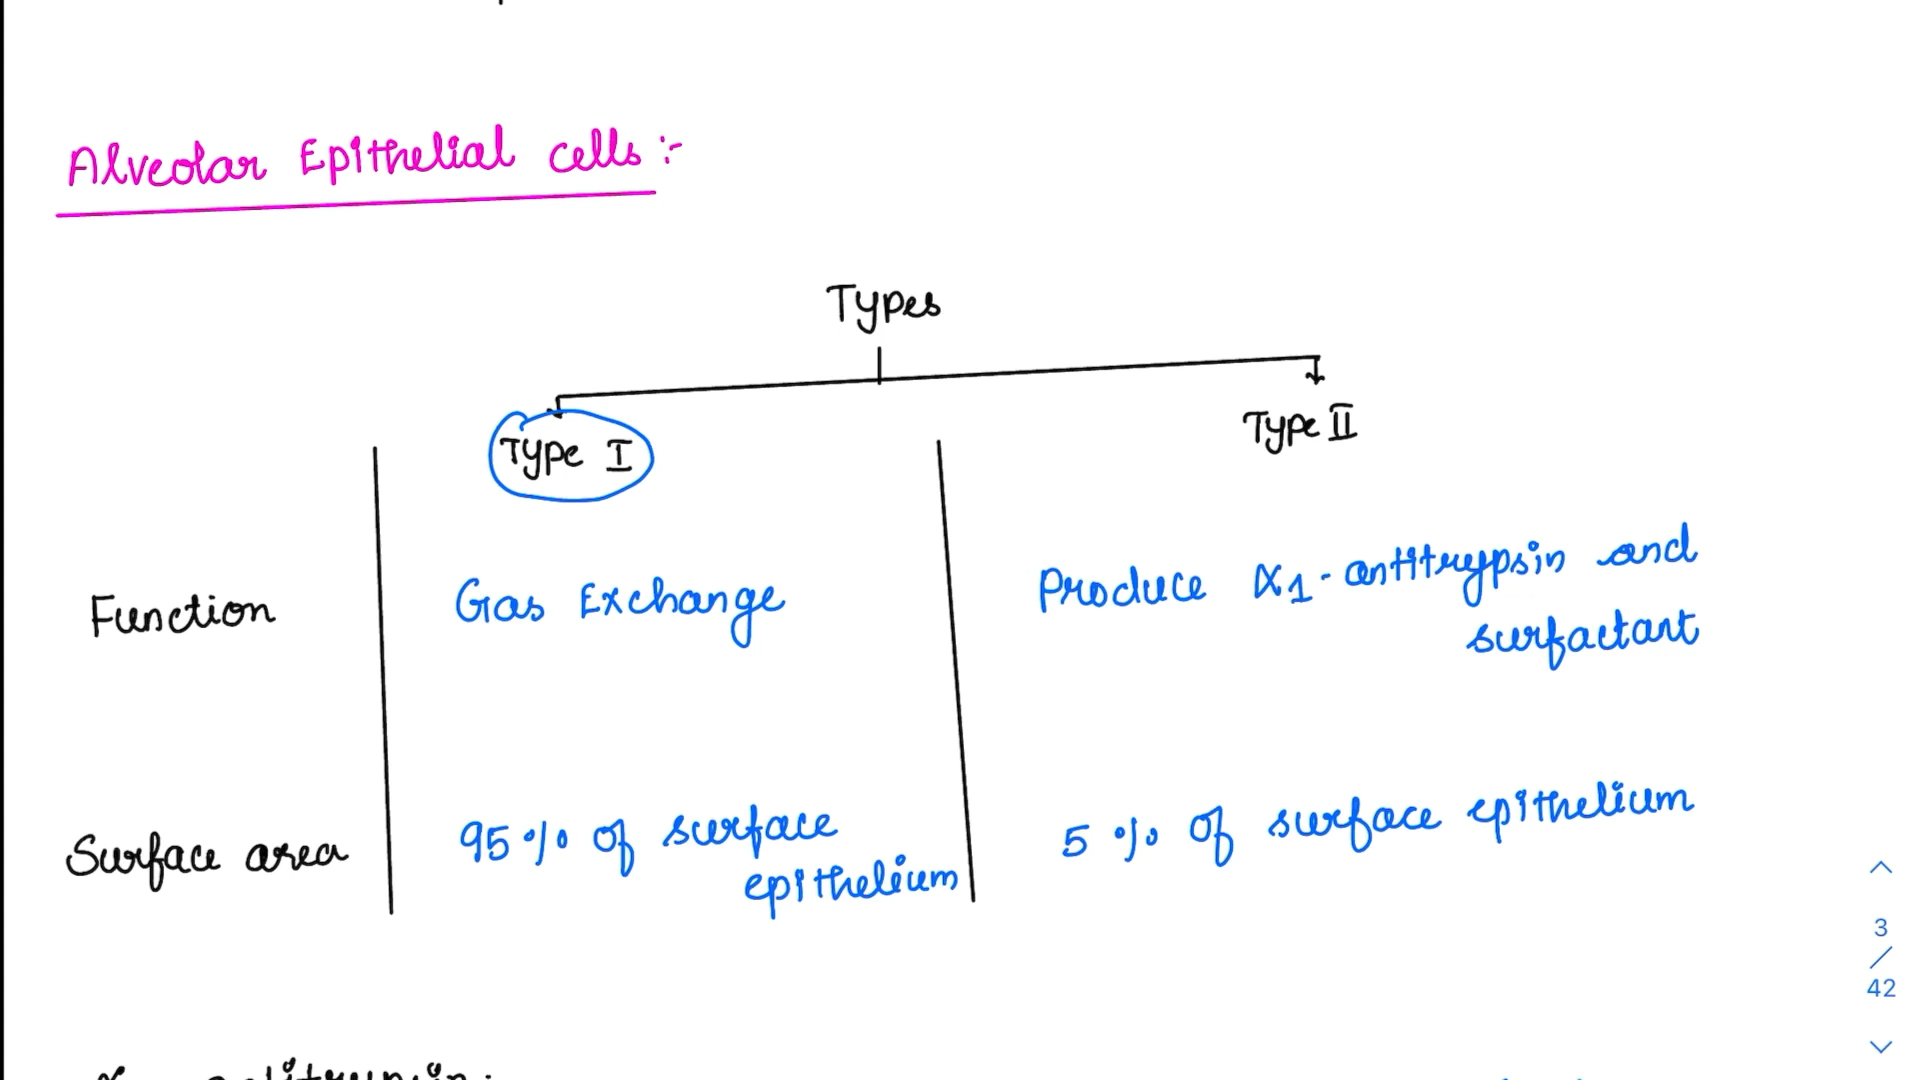 Alveolar Epithelial cells :-
Types
Type I
Type II
Function
Gas Exchange
Produce α1-antitrypsin and
surfactant
Surface area
95% of surface
epithelium
5% of surface epithelium
3
/
42